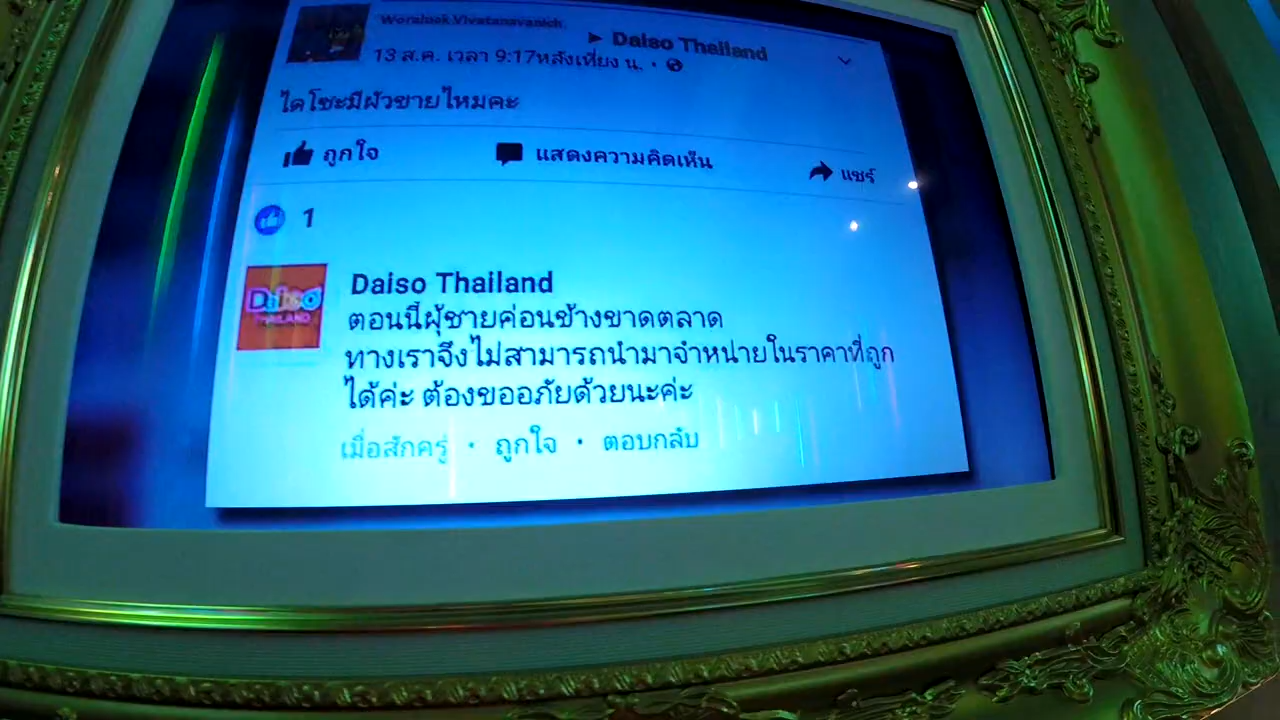 Woraluck Vivatanavanich
▶ Daiso Thailand
13 ส.ค. เวลา 9:17หลังเที่ยง น. ·
ไดโซะมีผัวขายไหมคะ
ถูกใจ
แสดงความคิดเห็น
แชร์
1
Daiso
THAILAND
Daiso Thailand
ตอนนี้ผุ้ชายค่อนข้างขาดตลาด
ทางเราจึงไม่สามารถนำมาจำหน่ายในราคาที่ถูก
ได้ค่ะ ต้องขออภัยด้วยนะค่ะ
เมื่อสักครู่ · ถูกใจ · ตอบกลับ